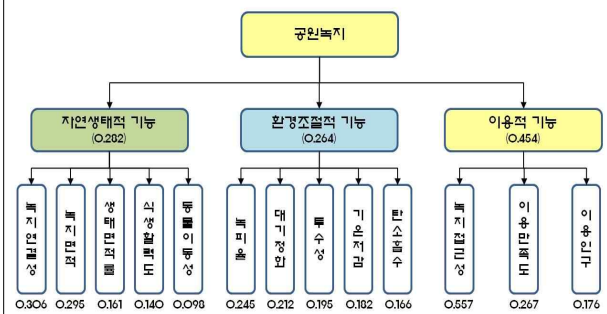 공원녹지
자연생태적 기능
(0.282)
환경조절적 기능
(0.264)
이용적 기능
(0.454)
녹지연결성
녹지면적
생태면적률
식생활력도
동물이동성
녹피율
대기정화
투수성
기온저감
탄소흡수
녹지접근성
이용만족도
이용인구
0.306 0.295 0.161 0.140 0.098 0.245 0.212 0.195 0.182 0.166 0.557 0.267 0.176